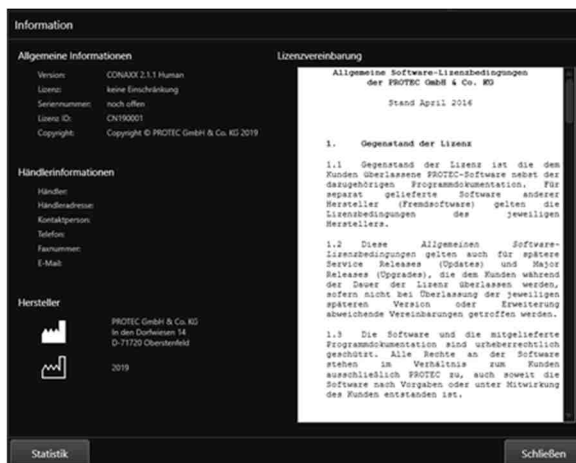 Information
Allgemeine Informationen
Version: CONAXX 2.1.1 Human
Lizenz: keine Einschränkung
Seriennummer: noch offen
Lizenz ID: CN190001
Copyright: Copyright © PROTEC GmbH & Co. KG 2019
Händlerinformationen
Händler:
Händleradresse:
Kontaktperson:
Telefon:
Faxnummer:
E-Mail:
Hersteller
PROTEC GmbH & Co. KG
In den Dorfwiesen 14
D-71720 Oberstenfeld
2019
Lizenzvereinbarung
Allgemeine Software-Lizenzbedingungen
der PROTEC GmbH & Co. KG
Stand April 2016
1. Gegenstand der Lizenz
1.1 Gegenstand der Lizenz ist die dem
Kunden überlassene PROTEC-Software nebst der
dazugehörigen Programmdokumentation. Für
separat gelieferte Software anderer
Hersteller (Fremdsoftware) gelten die
Lizenzbedingungen des jeweiligen
Herstellers.
1.2 Diese Allgemeinen Software-
Lizenzbedingungen gelten auch für spätere
Service Releases (Updates) und Major
Releases (Upgrades), die dem Kunden während
der Dauer der Lizenz überlassen werden,
sofern nicht bei Überlassung der jeweiligen
späteren Version oder Erweiterung
abweichende Vereinbarungen getroffen werden.
1.3 Die Software und die mitgelieferte
Programmdokumentation sind urheberrechtlich
geschützt. Alle Rechte an der Software
stehen im Verhältnis zum Kunden
ausschließlich PROTEC zu, auch soweit die
Software nach Vorgaben oder unter Mitwirkung
des Kunden entstanden ist.
Statistik
Schließen